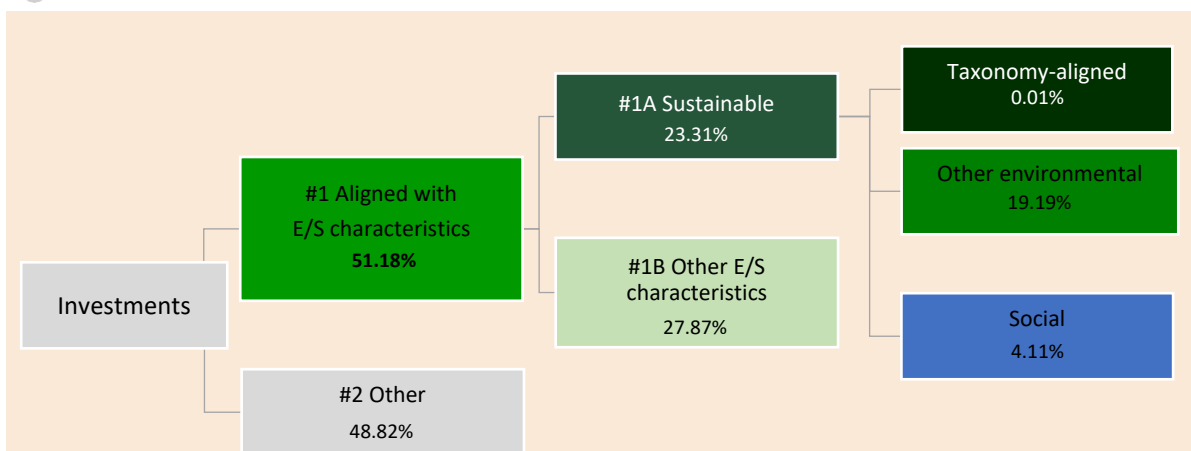 Investments
#1 Aligned with
E/S characteristics
51.18%
#2 Other
48.82%
#1A Sustainable
23.31%
#1B Other E/S
characteristics
27.87%
Taxonomy-aligned
0.01%
Other environmental
19.19%
Social
4.11%